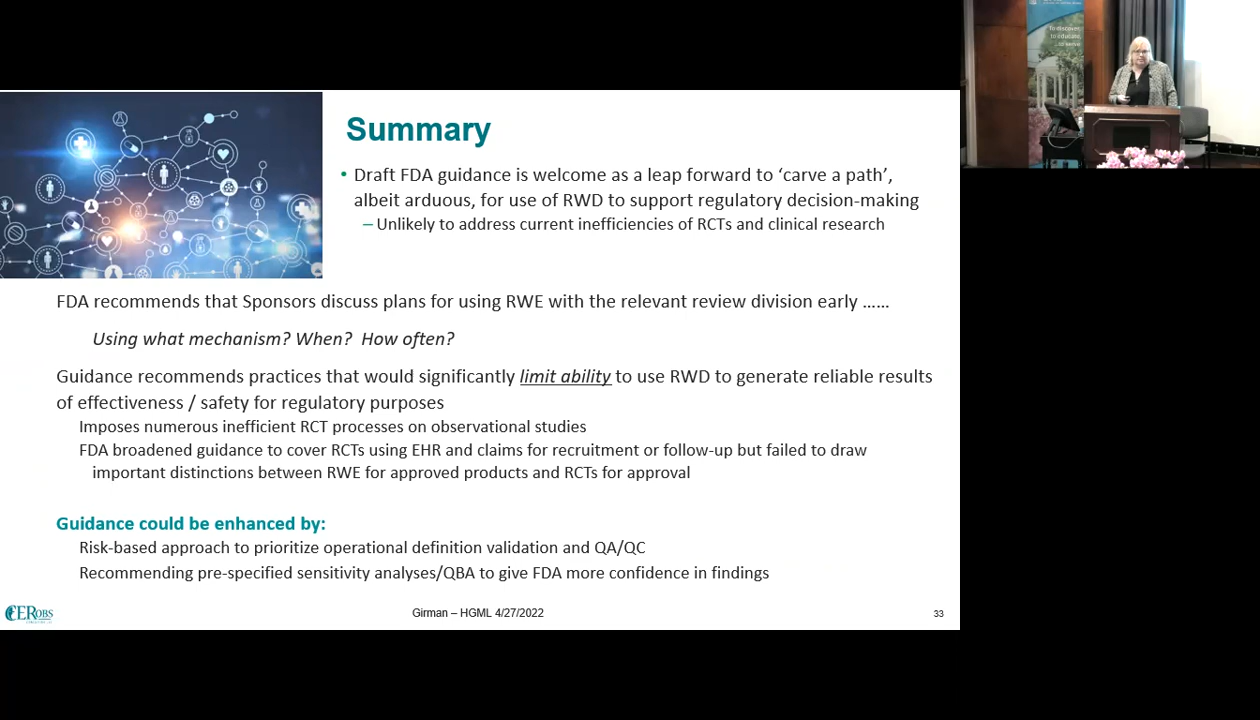 to discover,
to educate,
to serve
Summary
• Draft FDA guidance is welcome as a leap forward to ‘carve a path’,
albeit arduous, for use of RWD to support regulatory decision-making
– Unlikely to address current inefficiencies of RCTs and clinical research
FDA recommends that Sponsors discuss plans for using RWE with the relevant review division early ......
Using what mechanism? When?  How often?
Guidance recommends practices that would significantly limit ability to use RWD to generate reliable results
of effectiveness / safety for regulatory purposes
Imposes numerous inefficient RCT processes on observational studies
FDA broadened guidance to cover RCTs using EHR and claims for recruitment or follow-up but failed to draw
important distinctions between RWE for approved products and RCTs for approval
Guidance could be enhanced by:
Risk-based approach to prioritize operational definition validation and QA/QC
Recommending pre-specified sensitivity analyses/QBA to give FDA more confidence in findings
CEROBS
Girman – HGML 4/27/2022
33